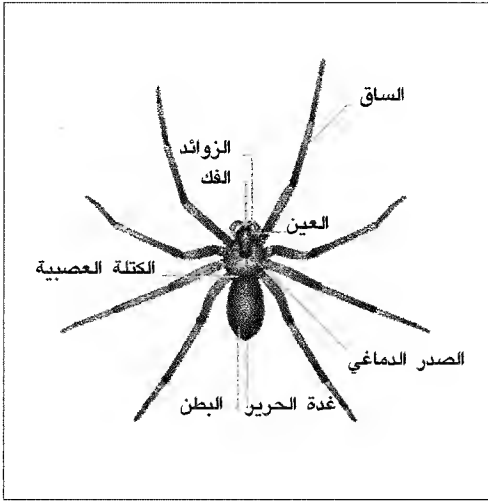 الساق
الزوائد
الفك
العين
الكتلة العصبية
الصدر الدماغي
غدة الحرير
البطن